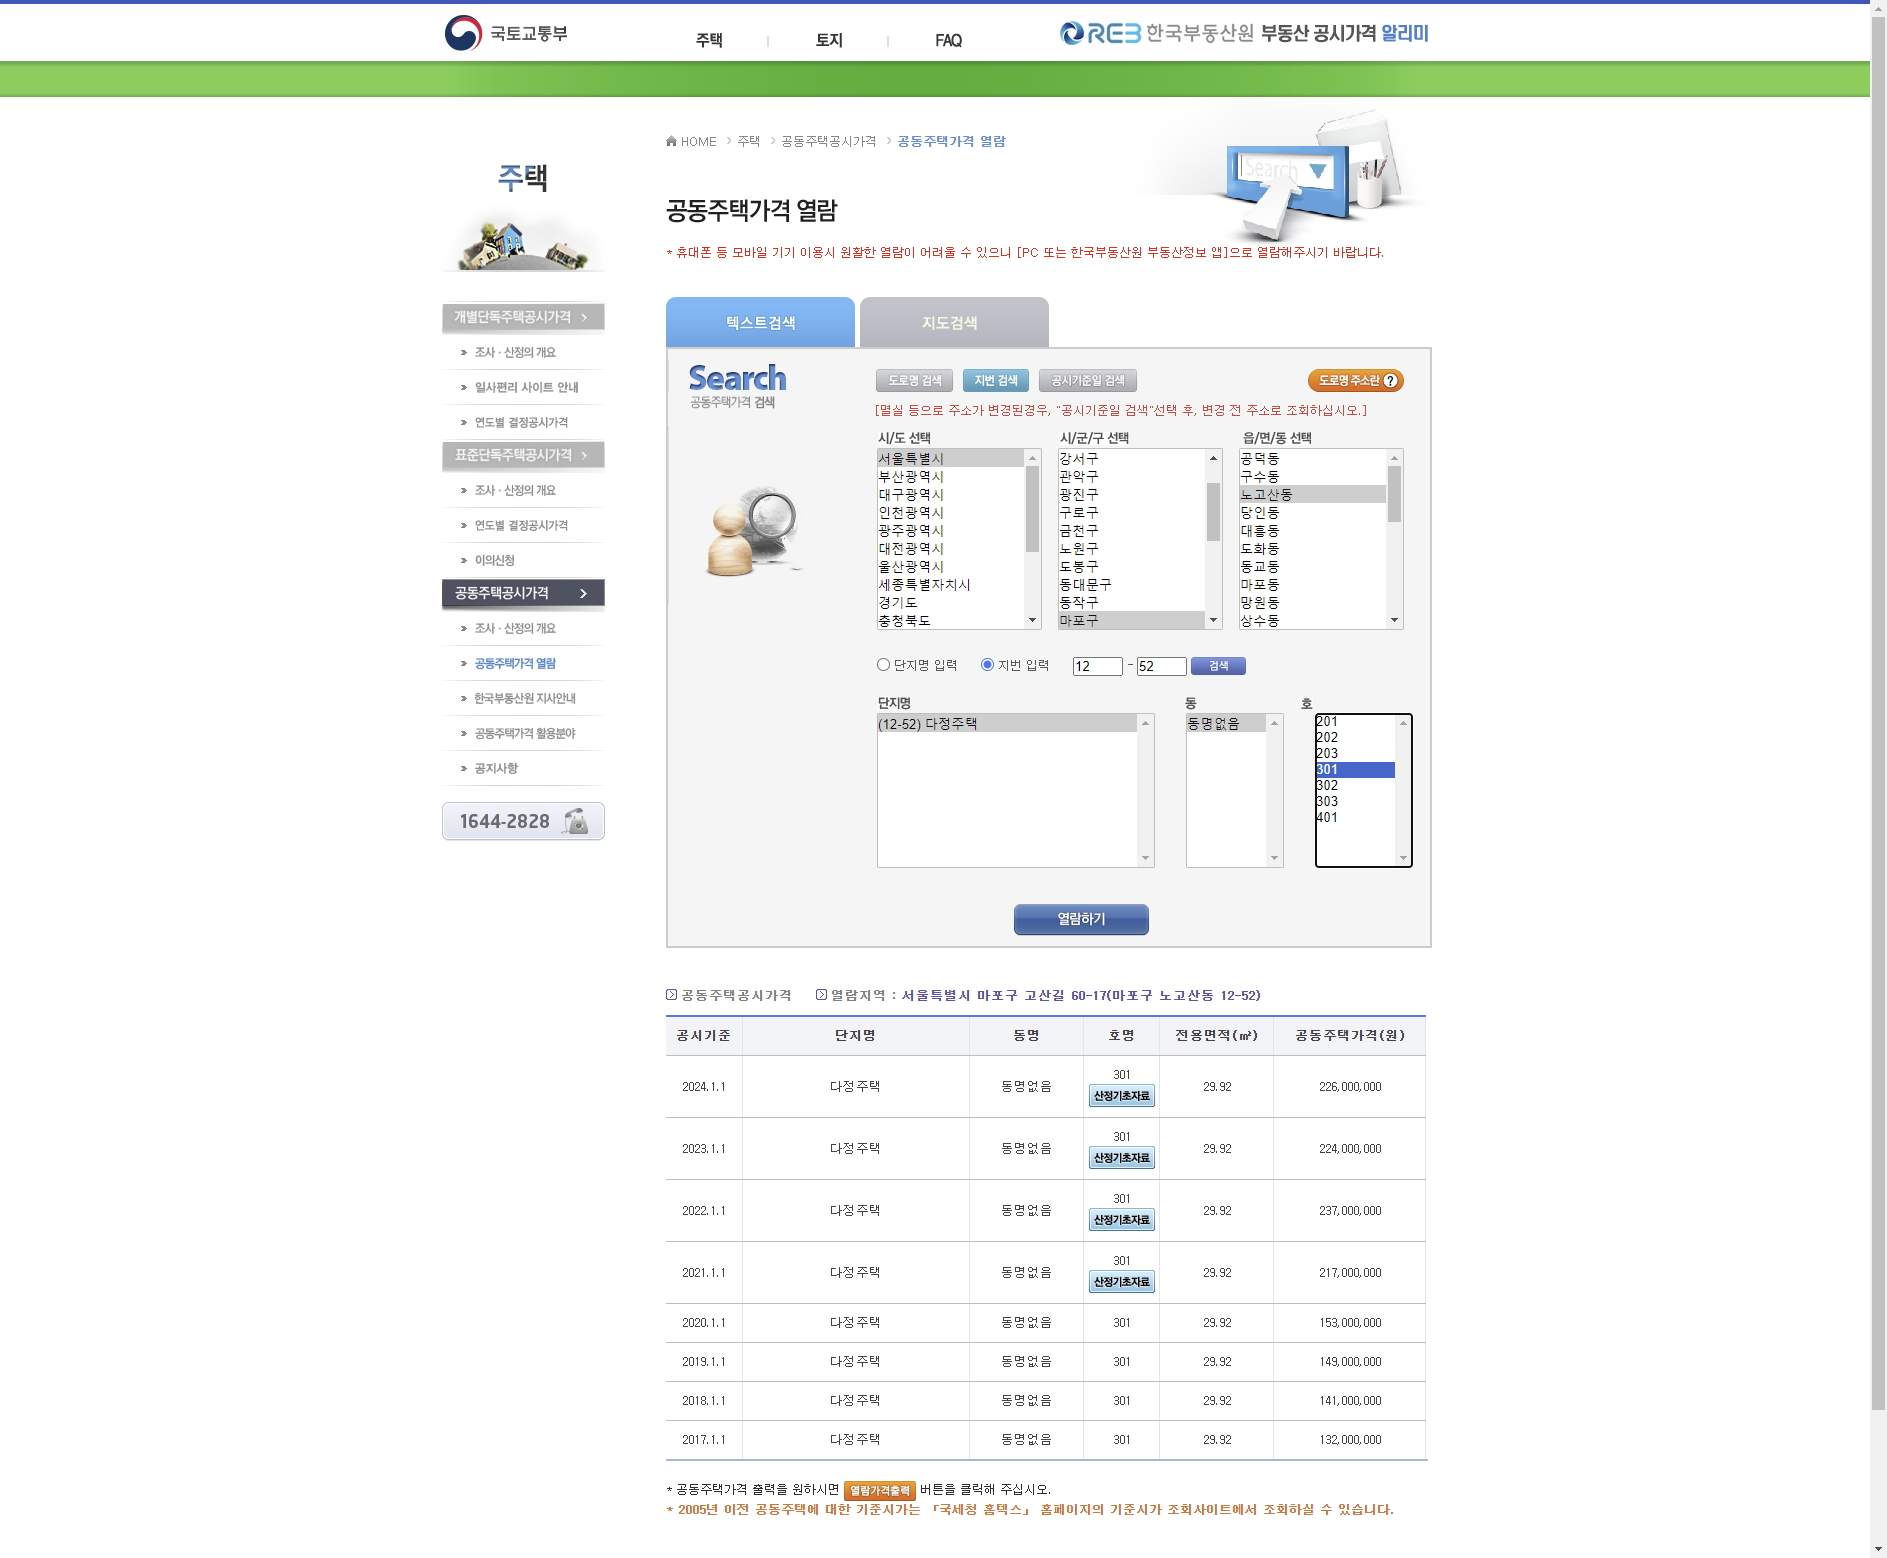 국토교통부
주택
토지
FAQ
REB 한국부동산원 부동산 공시가격 알리미
HOME > 주택 > 공동주택공시가격 > 공동주택가격 열람
주택
Search
공동주택가격 열람
* 휴대폰 등 모바일 기기 이용시 원활한 열람이 어려울 수 있으니 [PC 또는 한국부동산원 부동산정보 앱]으로 열람해주시기 바랍니다.
개별단독주택공시가격
조사 · 산정의 개요
일사편리 사이트 안내
연도별 결정공시가격
표준단독주택공시가격
조사 · 산정의 개요
연도별 결정공시가격
이의신청
공동주택공시가격
조사 · 산정의 개요
공동주택가격 열람
한국부동산원 지사안내
공동주택가격 활용분야
공지사항
1644-2828
텍스트검색
지도검색
Search
공동주택가격 검색
도로명 검색
지번 검색
공시기준일 검색
도로명 주소란 ?
[멸실 등으로 주소가 변경된경우, "공시기준일 검색"선택 후, 변경 전 주소로 조회하십시오.]
시/도 선택
서울특별시
부산광역시
대구광역시
인천광역시
광주광역시
대전광역시
울산광역시
세종특별자치시
경기도
충청북도
시/군/구 선택
강서구
관악구
광진구
구로구
금천구
노원구
도봉구
동대문구
동작구
마포구
읍/면/동 선택
공덕동
구수동
노고산동
당인동
대흥동
도화동
동교동
마포동
망원동
상수동
단지명 입력
지번 입력
12 - 52 검색
단지명
(12-52) 다정주택
동
동명없음
호
201
202
203
301
302
303
401
열람하기
공동주택공시가격
열람지역 : 서울특별시 마포구 고산길 60-17(마포구 노고산동 12-52)
공시기준 단지명 동명 호명 전용면적(㎡) 공동주택가격(원)
2024.1.1 다정주택 동명없음 301 산정기초자료 29.92 226,000,000
2023.1.1 다정주택 동명없음 301 산정기초자료 29.92 224,000,000
2022.1.1 다정주택 동명없음 301 산정기초자료 29.92 237,000,000
2021.1.1 다정주택 동명없음 301 산정기초자료 29.92 217,000,000
2020.1.1 다정주택 동명없음 301 29.92 153,000,000
2019.1.1 다정주택 동명없음 301 29.92 149,000,000
2018.1.1 다정주택 동명없음 301 29.92 141,000,000
2017.1.1 다정주택 동명없음 301 29.92 132,000,000
* 공동주택가격 출력을 원하시면 열람가격출력 버튼을 클릭해 주십시오.
* 2005년 이전 공동주택에 대한 기준시가는 「국세청 홈텍스」 홈페이지의 기준시가 조회사이트에서 조회하실 수 있습니다.